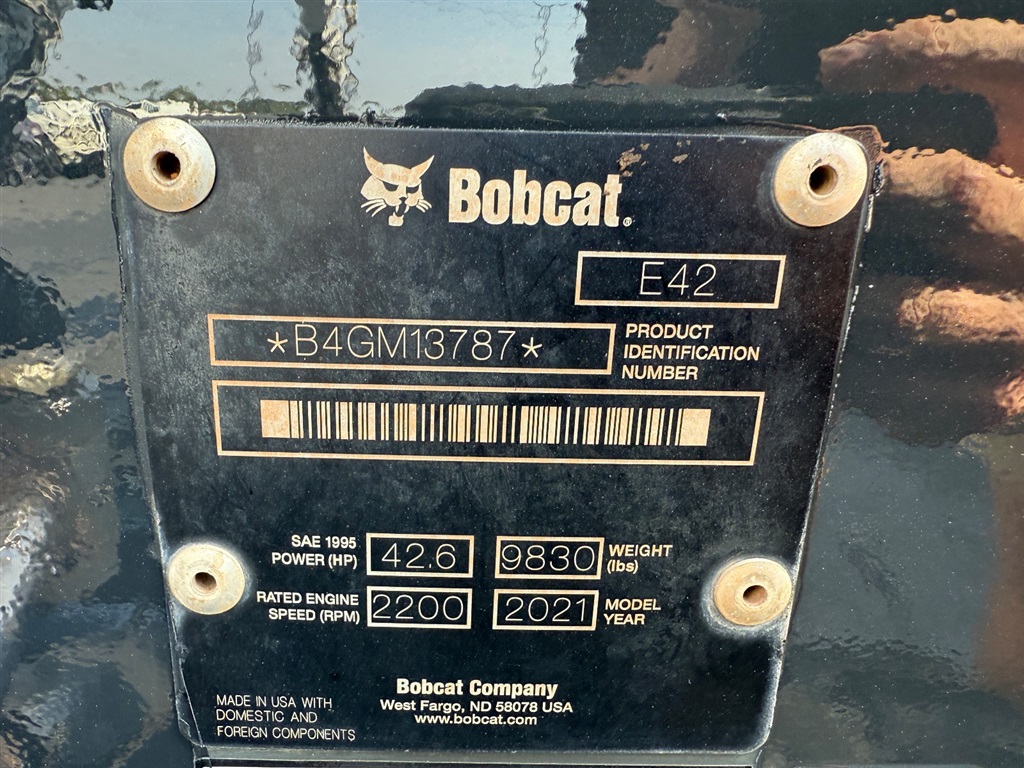 Bobcat®
E42
*B4GM13787*
PRODUCT
IDENTIFICATION
NUMBER
SAE 1995
POWER (HP)
42.6
9830
WEIGHT
(lbs)
RATED ENGINE
SPEED (RPM)
2200
2021
MODEL
YEAR
Bobcat Company
West Fargo, ND 58078 USA
www.bobcat.com
MADE IN USA WITH
DOMESTIC AND
FOREIGN COMPONENTS